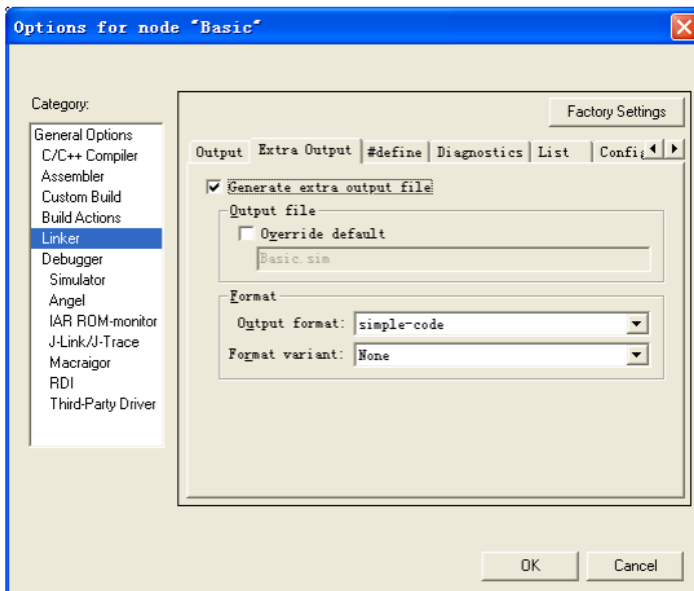 Options for node "Basic"
Category:
Factory Settings
General Options
C/C++ Compiler
Assembler
Custom Build
Build Actions
Linker
Debugger
Simulator
Angel
IAR ROM-monitor
J-Link/J-Trace
Macraigor
RDI
Third-Party Driver
Output Extra Output #define Diagnostics List Config
Generate extra output file
Output file
Override default
Basic.sim
Format
Output format: simple-code
Format variant: None
OK Cancel